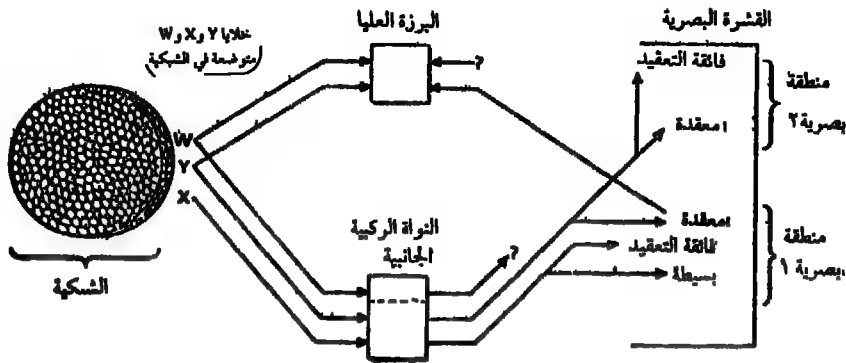 القشرة البصرية
البرزة العليا
خلايا Y و X و W
متوضعة في الشبكية
فائقة التعقيد
منطقة
بصرية ٢
?
معقدة
W
Y
X
معقدة
النواة الركبية
الجانبية
منطقة
بصرية ١
فائقة التعقيد
?
بسيطة
الشبكية